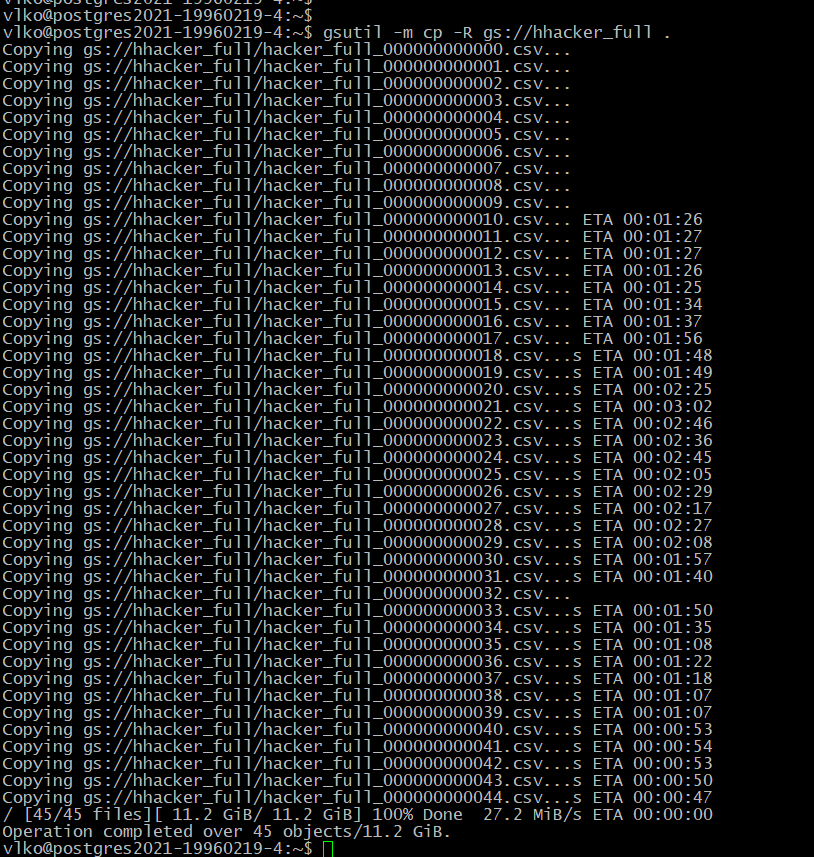 vlko@postgres2021-19960219-4:~$
vlko@postgres2021-19960219-4:~$ gsutil -m cp -R gs://hhacker_full .
Copying gs://hhacker_full/hacker_full_000000000000.csv...
Copying gs://hhacker_full/hacker_full_000000000001.csv...
Copying gs://hhacker_full/hacker_full_000000000002.csv...
Copying gs://hhacker_full/hacker_full_000000000003.csv...
Copying gs://hhacker_full/hacker_full_000000000004.csv...
Copying gs://hhacker_full/hacker_full_000000000005.csv...
Copying gs://hhacker_full/hacker_full_000000000006.csv...
Copying gs://hhacker_full/hacker_full_000000000007.csv...
Copying gs://hhacker_full/hacker_full_000000000008.csv...
Copying gs://hhacker_full/hacker_full_000000000009.csv...
Copying gs://hhacker_full/hacker_full_000000000010.csv... ETA 00:01:26
Copying gs://hhacker_full/hacker_full_000000000011.csv... ETA 00:01:27
Copying gs://hhacker_full/hacker_full_000000000012.csv... ETA 00:01:27
Copying gs://hhacker_full/hacker_full_000000000013.csv... ETA 00:01:26
Copying gs://hhacker_full/hacker_full_000000000014.csv... ETA 00:01:25
Copying gs://hhacker_full/hacker_full_000000000015.csv... ETA 00:01:34
Copying gs://hhacker_full/hacker_full_000000000016.csv... ETA 00:01:37
Copying gs://hhacker_full/hacker_full_000000000017.csv... ETA 00:01:56
Copying gs://hhacker_full/hacker_full_000000000018.csv...s ETA 00:01:48
Copying gs://hhacker_full/hacker_full_000000000019.csv...s ETA 00:01:49
Copying gs://hhacker_full/hacker_full_000000000020.csv...s ETA 00:02:25
Copying gs://hhacker_full/hacker_full_000000000021.csv...s ETA 00:03:02
Copying gs://hhacker_full/hacker_full_000000000022.csv...s ETA 00:02:46
Copying gs://hhacker_full/hacker_full_000000000023.csv...s ETA 00:02:36
Copying gs://hhacker_full/hacker_full_000000000024.csv...s ETA 00:02:45
Copying gs://hhacker_full/hacker_full_000000000025.csv...s ETA 00:02:05
Copying gs://hhacker_full/hacker_full_000000000026.csv...s ETA 00:02:29
Copying gs://hhacker_full/hacker_full_000000000027.csv...s ETA 00:02:17
Copying gs://hhacker_full/hacker_full_000000000028.csv...s ETA 00:02:27
Copying gs://hhacker_full/hacker_full_000000000029.csv...s ETA 00:02:08
Copying gs://hhacker_full/hacker_full_000000000030.csv...s ETA 00:01:57
Copying gs://hhacker_full/hacker_full_000000000031.csv...s ETA 00:01:40
Copying gs://hhacker_full/hacker_full_000000000032.csv...
Copying gs://hhacker_full/hacker_full_000000000033.csv...s ETA 00:01:50
Copying gs://hhacker_full/hacker_full_000000000034.csv...s ETA 00:01:35
Copying gs://hhacker_full/hacker_full_000000000035.csv...s ETA 00:01:08
Copying gs://hhacker_full/hacker_full_000000000036.csv...s ETA 00:01:22
Copying gs://hhacker_full/hacker_full_000000000037.csv...s ETA 00:01:18
Copying gs://hhacker_full/hacker_full_000000000038.csv...s ETA 00:01:07
Copying gs://hhacker_full/hacker_full_000000000039.csv...s ETA 00:01:07
Copying gs://hhacker_full/hacker_full_000000000040.csv...s ETA 00:00:53
Copying gs://hhacker_full/hacker_full_000000000041.csv...s ETA 00:00:54
Copying gs://hhacker_full/hacker_full_000000000042.csv...s ETA 00:00:53
Copying gs://hhacker_full/hacker_full_000000000043.csv...s ETA 00:00:50
Copying gs://hhacker_full/hacker_full_000000000044.csv...s ETA 00:00:47
/ [45/45 files][ 11.2 GiB/ 11.2 GiB] 100% Done  27.2 MiB/s ETA 00:00:00
Operation completed over 45 objects/11.2 GiB.
vlko@postgres2021-19960219-4:~$